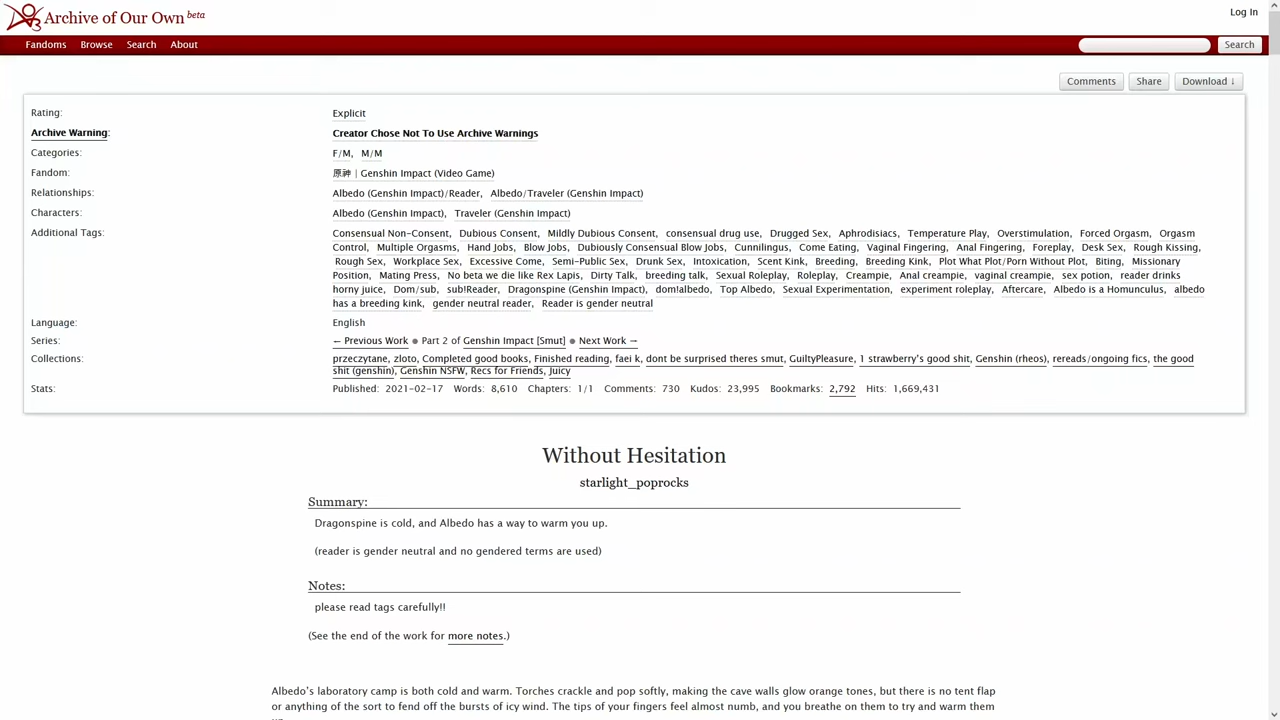 Archive of Our Own beta
Log In
Fandoms Browse Search About Search
Comments Share Download ↓
Rating: Explicit
Archive Warning: Creator Chose Not To Use Archive Warnings
Categories: F/M, M/M
Fandom: 原神 | Genshin Impact (Video Game)
Relationships: Albedo (Genshin Impact)/Reader, Albedo/Traveler (Genshin Impact)
Characters: Albedo (Genshin Impact), Traveler (Genshin Impact)
Additional Tags: Consensual Non-Consent, Dubious Consent, Mildly Dubious Consent, consensual drug use, Drugged Sex, Aphrodisiacs, Temperature Play, Overstimulation, Forced Orgasm, Orgasm
Control, Multiple Orgasms, Hand Jobs, Blow Jobs, Dubiously Consensual Blow Jobs, Cunnilingus, Come Eating, Vaginal Fingering, Anal Fingering, Foreplay, Desk Sex, Rough Kissing,
Rough Sex, Workplace Sex, Excessive Come, Semi-Public Sex, Drunk Sex, Intoxication, Scent Kink, Breeding, Breeding Kink, Plot What Plot/Porn Without Plot, Biting, Missionary
Position, Mating Press, No beta we die like Rex Lapis, Dirty Talk, breeding talk, Sexual Roleplay, Roleplay, Creampie, Anal creampie, vaginal creampie, sex potion, reader drinks
horny juice, Dom/sub, sub!Reader, Dragonspine (Genshin Impact), dom!albedo, Top Albedo, Sexual Experimentation, experiment roleplay, Aftercare, Albedo is a Homunculus, albedo
has a breeding kink, gender neutral reader, Reader is gender neutral
Language: English
Series: ← Previous Work ● Part 2 of Genshin Impact [Smut] ● Next Work →
Collections: przeczytane, zloto, Completed good books, Finished reading, faei k, dont be surprised theres smut, GuiltyPleasure, 1 strawberry's good shit, Genshin (rheos), rereads/ongoing fics, the good
shit (genshin), Genshin NSFW, Recs for Friends, Juicy
Stats: Published: 2021-02-17 Words: 8,610 Chapters: 1/1 Comments: 730 Kudos: 23,995 Bookmarks: 2,792 Hits: 1,669,431
Without Hesitation
starlight_poprocks
Summary:
Dragonspine is cold, and Albedo has a way to warm you up.
(reader is gender neutral and no gendered terms are used)
Notes:
please read tags carefully!!
(See the end of the work for more notes.)
Albedo's laboratory camp is both cold and warm. Torches crackle and pop softly, making the cave walls glow orange tones, but there is no tent flap
or anything of the sort to fend off the bursts of icy wind. The tips of your fingers feel almost numb, and you breathe on them to try and warm them